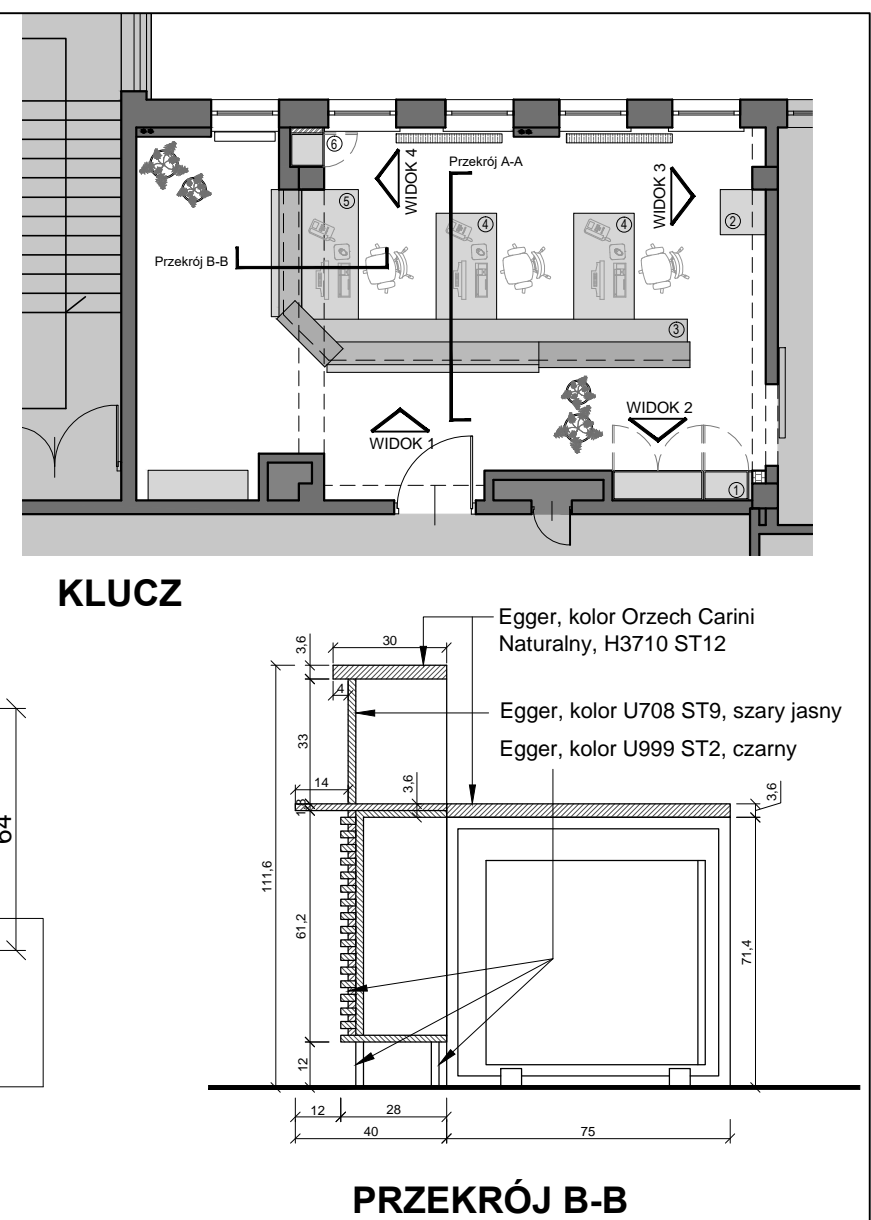 ⑥
WIDOK 4
Przekrój A-A
WIDOK 3
⑤
④
④
②
Przekrój B-B
③
WIDOK 1
WIDOK 2
①
KLUCZ
Egger, kolor Orzech Carini
Naturalny, H3710 ST12
Egger, kolor U708 ST9, szary jasny
Egger, kolor U999 ST2, czarny
3,6
30
4
33
14
3,6
3,6
111,6
61,2
71,4
12
12
28
40
75
64
PRZEKRÓJ B-B